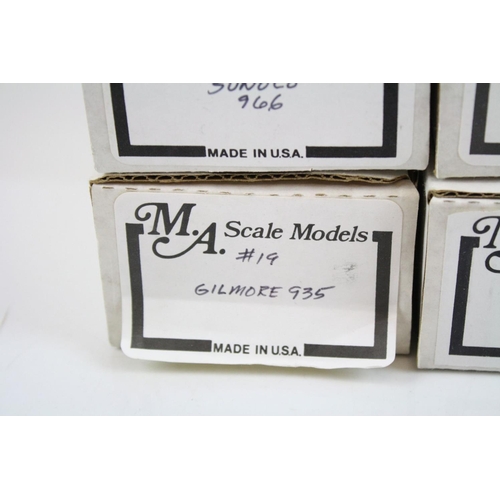 SUNOCO
966
MADE IN U.S.A.
M.A. Scale Models
#19
GILMORE 935
MADE IN U.S.A.
M